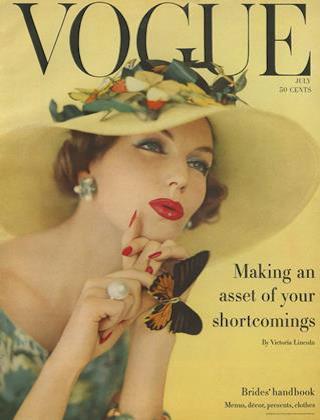 VOGUE
JULY
50 CENTS
Making an
asset of your
shortcomings
By Victoria Lincoln
Brides' handbook
Menus, décor, presents, clothes